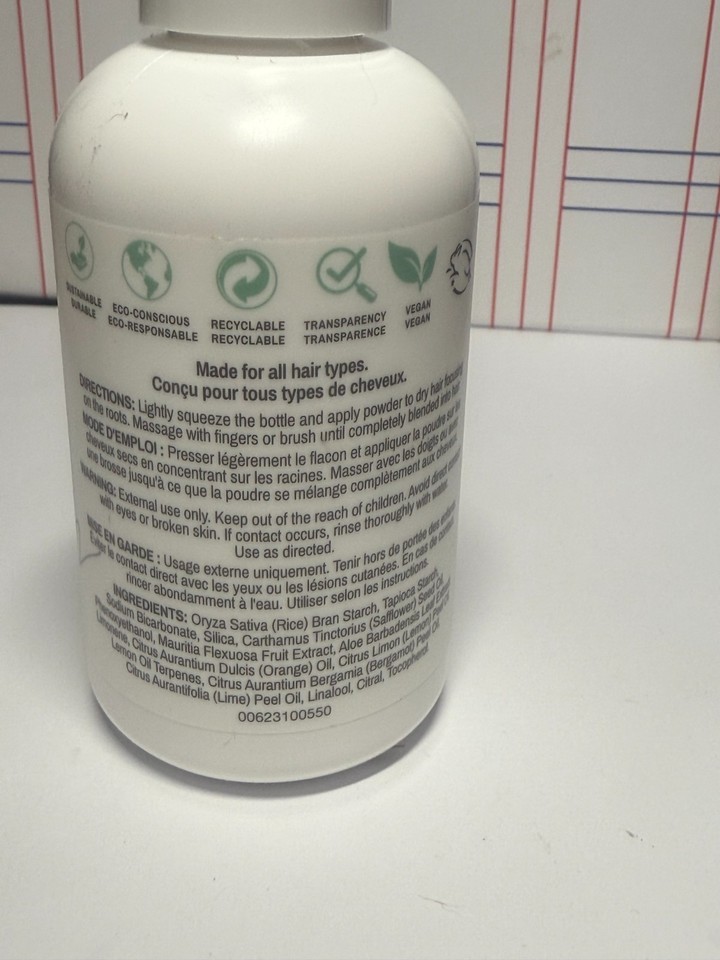 SUSTAINABLE
DURABLE
ECO-CONSCIOUS
ECO-RESPONSABLE
RECYCLABLE
RECYCLABLE
TRANSPARENCY
TRANSPARENCE
VEGAN
VEGAN
Made for all hair types.
Conçu pour tous types de cheveux.
DIRECTIONS: Lightly squeeze the bottle and apply powder to dry hair focusing
on the roots. Massage with fingers or brush until completely blended into hair.
MODE D'EMPLOI : Presser légèrement le flacon et appliquer la poudre sur les
cheveux secs en concentrant sur les racines. Masser avec les doigts ou avec
une brosse jusqu'à ce que la poudre se mélange complètement aux cheveux.
WARNING: External use only. Keep out of the reach of children. Avoid direct contact
with eyes or broken skin. If contact occurs, rinse thoroughly with water.
Use as directed.
MISE EN GARDE : Usage externe uniquement. Tenir hors de portée des enfants.
Éviter le contact direct avec les yeux ou les lésions cutanées. En cas de contact,
rincer abondamment à l'eau. Utiliser selon les instructions.
INGREDIENTS: Oryza Sativa (Rice) Bran Starch, Tapioca Starch,
Sodium Bicarbonate, Silica, Carthamus Tinctorius (Safflower) Seed Oil,
Phenoxyethanol, Mauritia Flexuosa Fruit Extract, Aloe Barbadensis Leaf Extract,
Limonene, Citrus Aurantium Dulcis (Orange) Oil, Citrus Limon (Lemon) Peel Oil,
Lemon Oil Terpenes, Citrus Aurantium Bergamia (Bergamot) Peel Oil,
Citrus Aurantifolia (Lime) Peel Oil, Linalool, Citral, Tocopherol.
00623100550